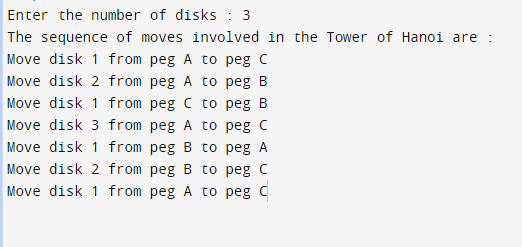 Enter the number of disks : 3
The sequence of moves involved in the Tower of Hanoi are :
Move disk 1 from peg A to peg C
Move disk 2 from peg A to peg B
Move disk 1 from peg C to peg B
Move disk 3 from peg A to peg C
Move disk 1 from peg B to peg A
Move disk 2 from peg B to peg C
Move disk 1 from peg A to peg C